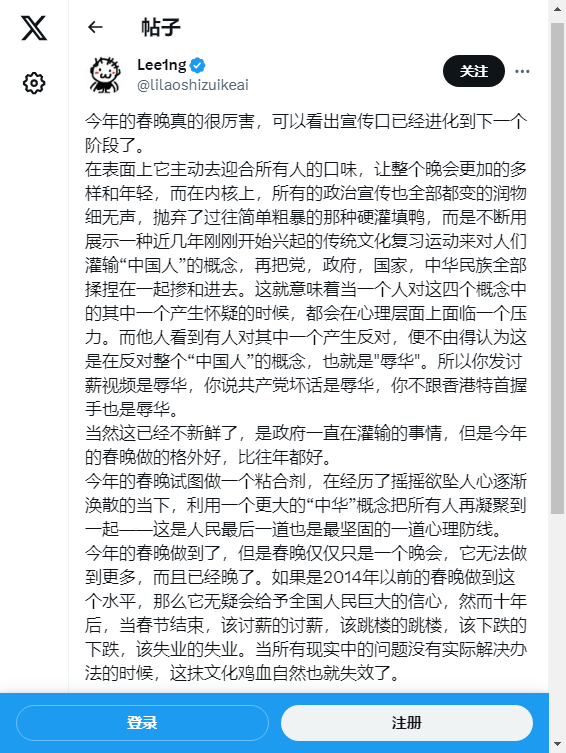 帖子
Lee1ng
@lilaoshizuikeai
关注
今年的春晚真的很厉害，可以看出宣传口已经进化到下一个
阶段了。
在表面上它主动去迎合所有人的口味，让整个晚会更加的多
样和年轻，而在内核上，所有的政治宣传也全部都变的润物
细无声，抛弃了过往简单粗暴的那种硬灌填鸭，而是不断用
展示一种近几年刚刚开始兴起的传统文化复习运动来对人们
灌输“中国人”的概念，再把党，政府，国家，中华民族全部
揉捏在一起掺和进去。这就意味着当一个人对这四个概念中
的其中一个产生怀疑的时候，都会在心理层面上面临一个压
力。而他人看到有人对其中一个产生反对，便不由得认为这
是在反对整个“中国人”的概念，也就是"辱华"。所以你发讨
薪视频是辱华，你说共产党坏话是辱华，你不跟香港特首握
手也是辱华。
当然这已经不新鲜了，是政府一直在灌输的事情，但是今年
的春晚做的格外好，比往年都好。
今年的春晚试图做一个粘合剂，在经历了摇摇欲坠人心逐渐
涣散的当下，利用一个更大的“中华”概念把所有人再凝聚到
一起——这是人民最后一道也是最坚固的一道心理防线。
今年的春晚做到了，但是春晚仅仅只是一个晚会，它无法做
到更多，而且已经晚了。如果是2014年以前的春晚做到这
个水平，那么它无疑会给予全国人民巨大的信心，然而十年
后，当春节结束，该讨薪的讨薪，该跳楼的跳楼，该下跌的
下跌，该失业的失业。当所有现实中的问题没有实际解决办
法的时候，这抹文化鸡血自然也就失效了。
登录
注册